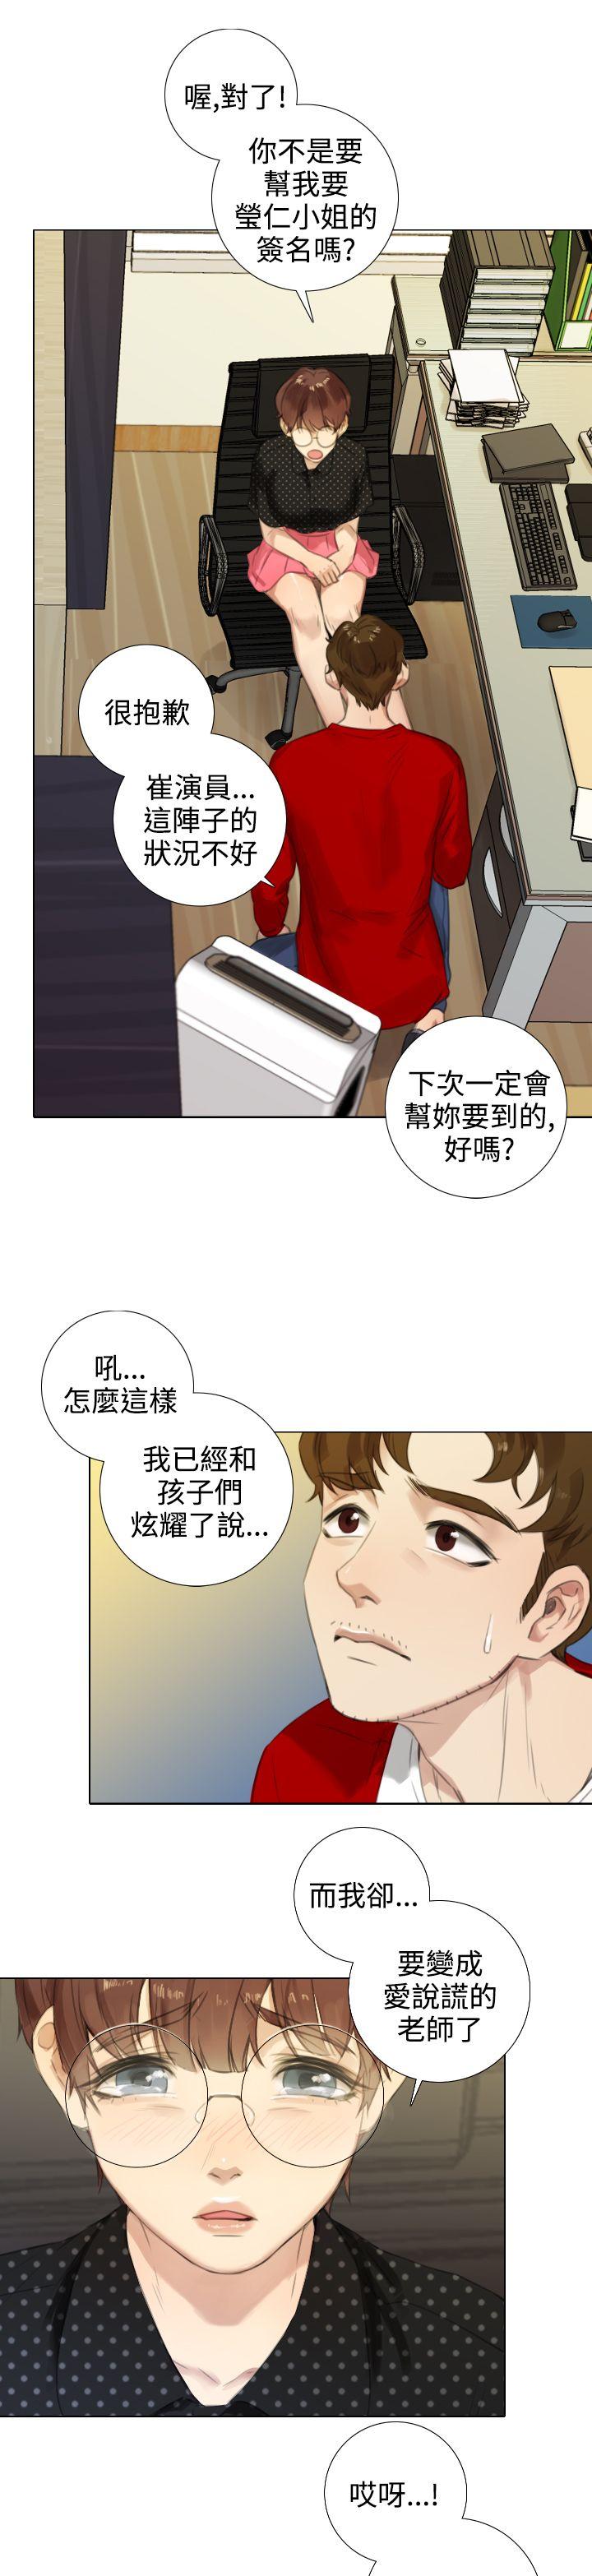 喔,對了!
你不是要
幫我要
瑩仁小姐的
簽名嗎?
很抱歉
崔演員...
這陣子的
狀況不好
下次一定會
幫妳要到的,
好嗎?
吼...
怎麼這樣
我已經和
孩子們
炫耀了說...
而我卻...
要變成
愛說謊的
老師了
哎呀...!